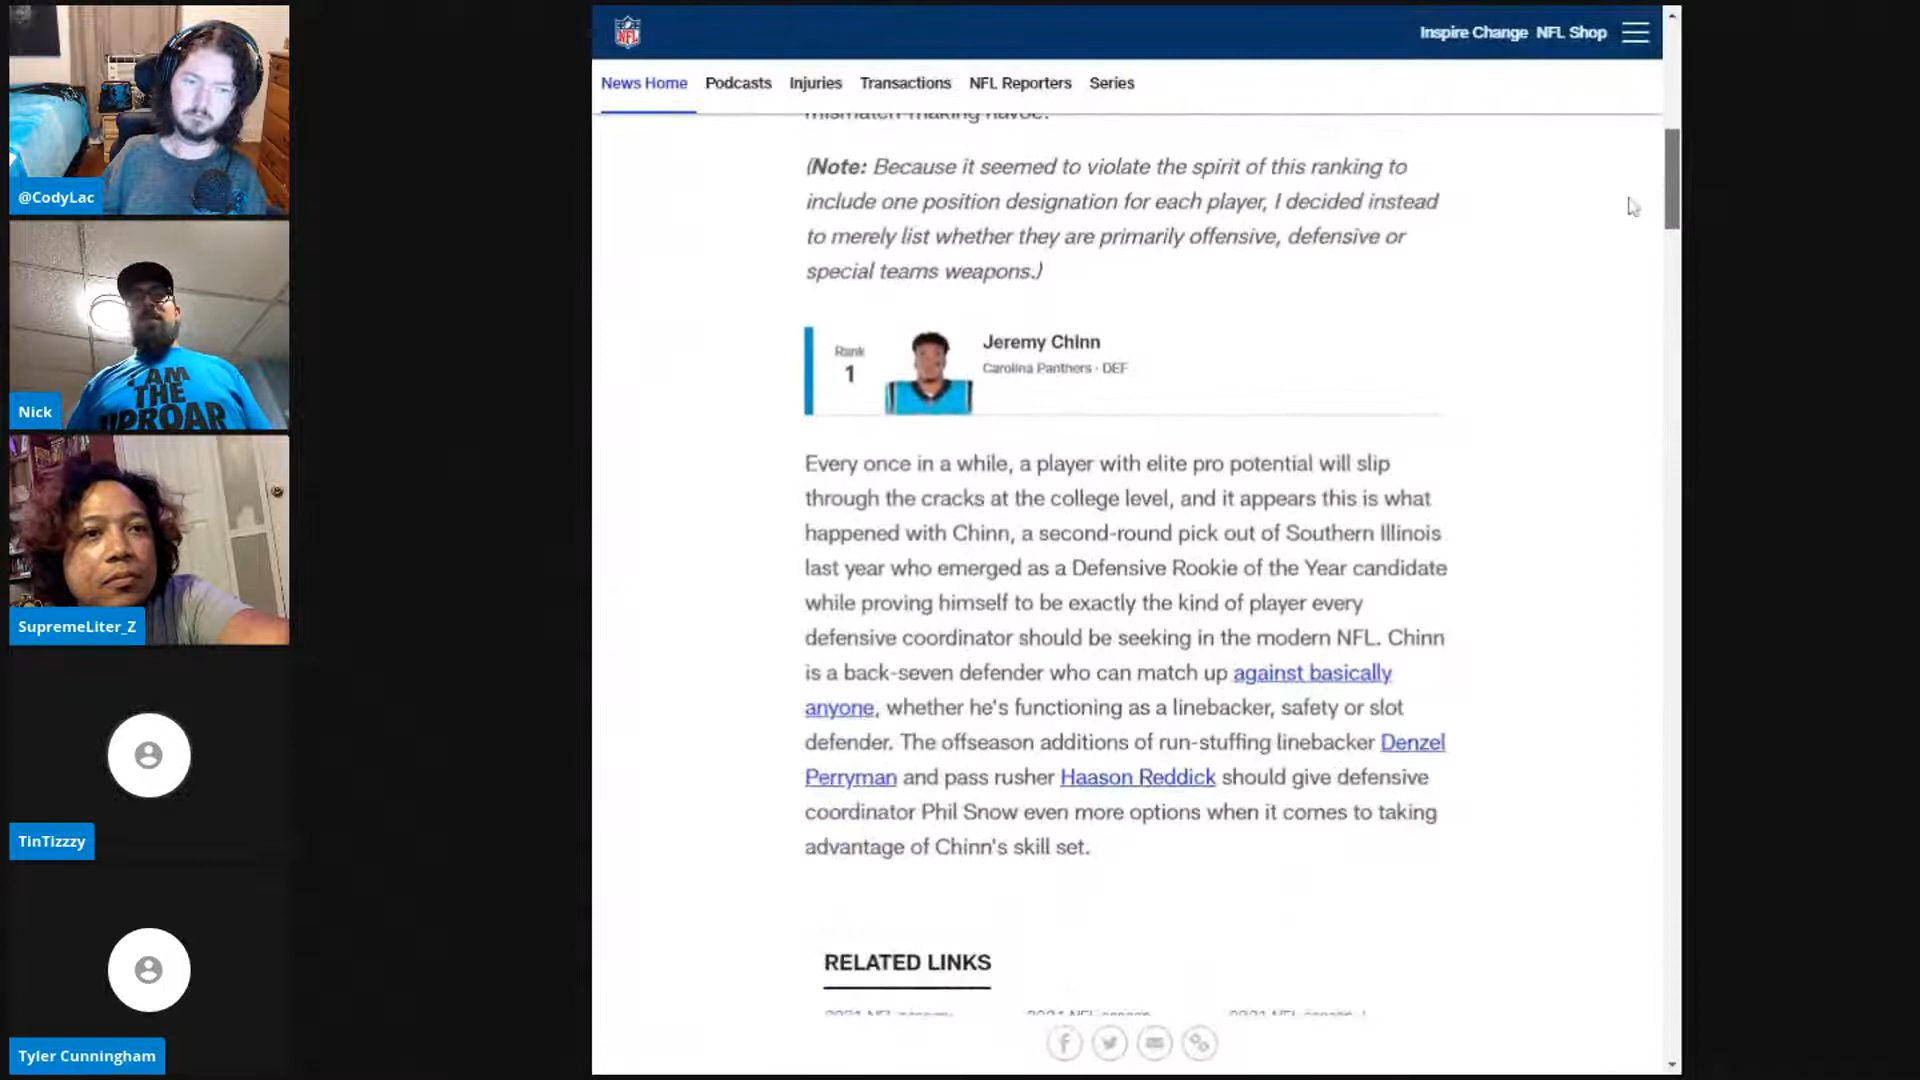 @CodyLac
Nick
I AM
THE
UPROAR
SupremeLiter_Z
TinTizzzy
Tyler Cunningham
NFL
Inspire Change NFL Shop
News Home Podcasts Injuries Transactions NFL Reporters Series
mismatch-making havoc.
(Note: Because it seemed to violate the spirit of this ranking to
include one position designation for each player, I decided instead
to merely list whether they are primarily offensive, defensive or
special teams weapons.)
Rank
1
Jeremy Chinn
Carolina Panthers · DEF
Every once in a while, a player with elite pro potential will slip
through the cracks at the college level, and it appears this is what
happened with Chinn, a second-round pick out of Southern Illinois
last year who emerged as a Defensive Rookie of the Year candidate
while proving himself to be exactly the kind of player every
defensive coordinator should be seeking in the modern NFL. Chinn
is a back-seven defender who can match up against basically
anyone, whether he's functioning as a linebacker, safety or slot
defender. The offseason additions of run-stuffing linebacker Denzel
Perryman and pass rusher Haason Reddick should give defensive
coordinator Phil Snow even more options when it comes to taking
advantage of Chinn's skill set.
RELATED LINKS